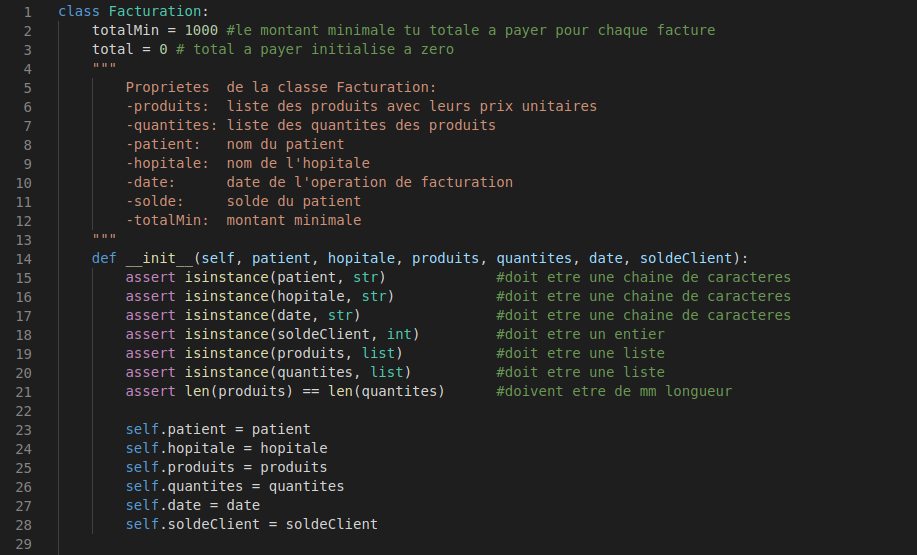 1 class Facturation:
2     totalMin = 1000 #le montant minimale tu totale a payer pour chaque facture
3     total = 0 # total a payer initialise a zero
4     """
5         Proprietes  de la classe Facturation:
6         -produits:  liste des produits avec leurs prix unitaires
7         -quantites: liste des quantites des produits
8         -patient:   nom du patient
9         -hopitale:  nom de l'hopitale
10         -date:      date de l'operation de facturation
11         -solde:     solde du patient
12         -totalMin:  montant minimale
13     """
14     def __init__(self, patient, hopitale, produits, quantites, date, soldeClient):
15         assert isinstance(patient, str)             #doit etre une chaine de caracteres
16         assert isinstance(hopitale, str)            #doit etre une chaine de caracteres
17         assert isinstance(date, str)                #doit etre une chaine de caracteres
18         assert isinstance(soldeClient, int)         #doit etre un entier
19         assert isinstance(produits, list)           #doit etre une liste
20         assert isinstance(quantites, list)          #doit etre une liste
21         assert len(produits) == len(quantites)      #doivent etre de mm longueur
22
23         self.patient = patient
24         self.hopitale = hopitale
25         self.produits = produits
26         self.quantites = quantites
27         self.date = date
28         self.soldeClient = soldeClient
29